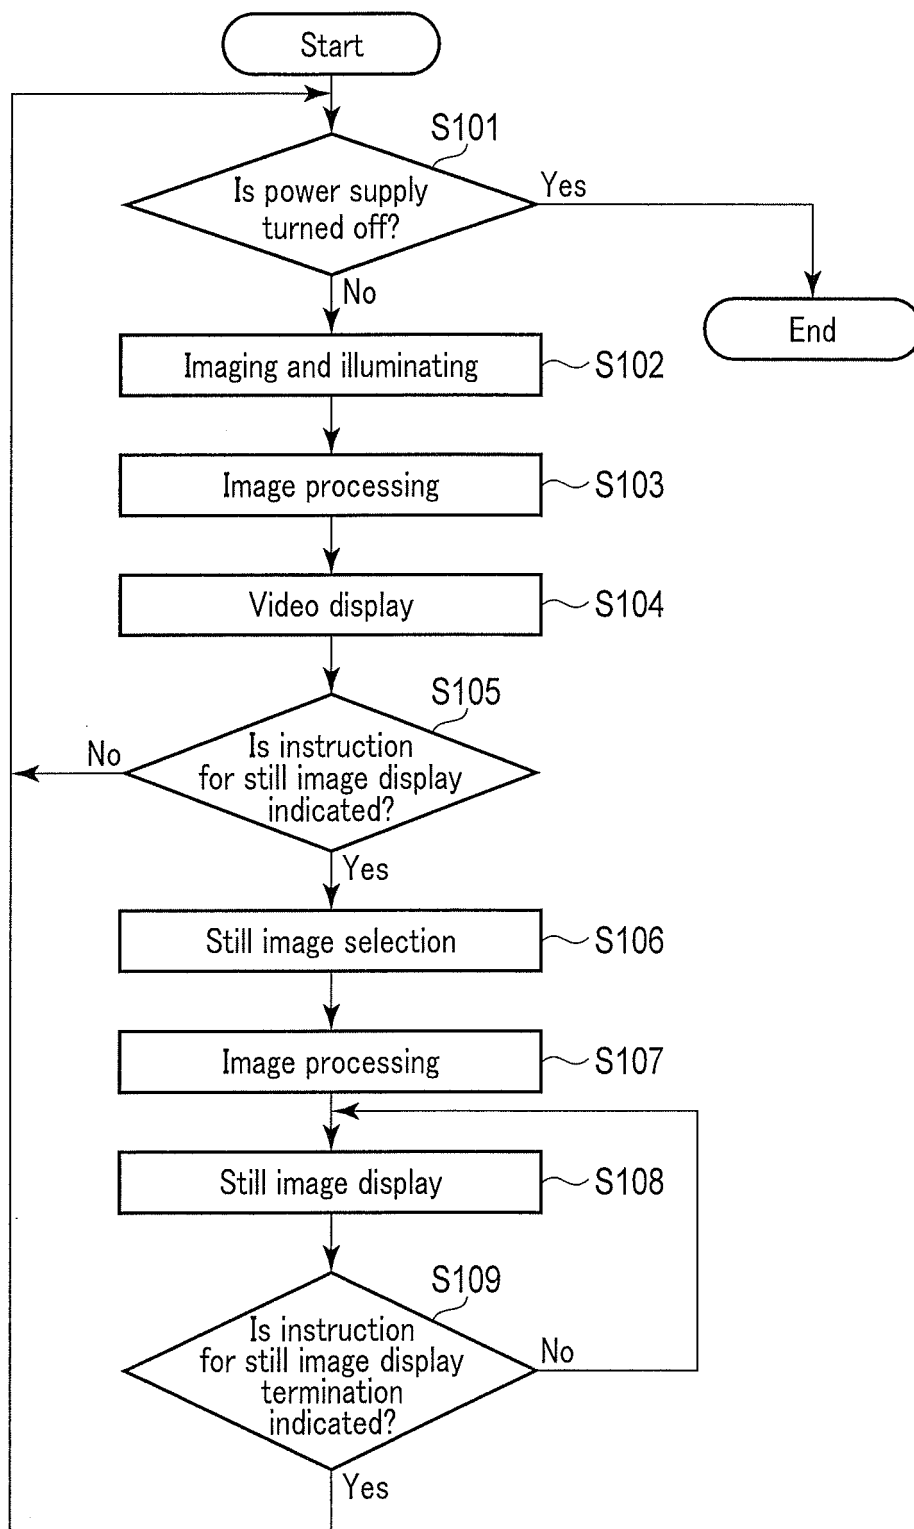 Start
S101
Is power supply
turned off?
Yes
No
End
Imaging and illuminating
S102
Image processing
S103
Video display
S104
S105
Is instruction
for still image display
indicated?
No
Yes
Still image selection
S106
Image processing
S107
Still image display
S108
S109
Is instruction
for still image display
termination
indicated?
No
Yes